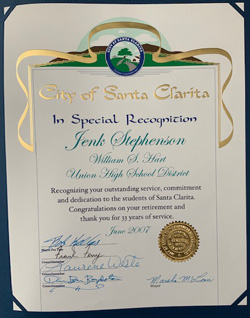 City of Santa Clarita
In Special Recognition
Jenk Stephenson
William S. Hart
Union High School District
Recognizing your outstanding service, commitment
and dedication to the students of Santa Clarita.
Congratulations on your retirement and
thank you for 33 years of service.
June 2007